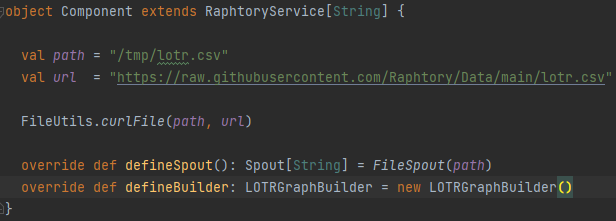 object Component extends RaphtoryService[String] {
val path = "/tmp/lotr.csv"
val url = "https://raw.githubusercontent.com/Raphtory/Data/main/lotr.csv"
FileUtils.curlFile(path, url)
override def defineSpout(): Spout[String] = FileSpout(path)
override def defineBuilder: LOTRGraphBuilder = new LOTRGraphBuilder()
}